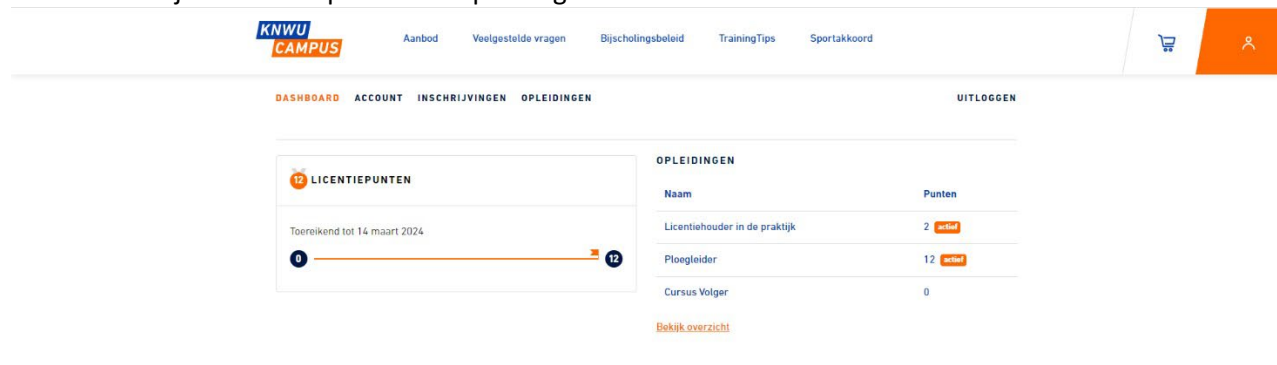 KNWU
CAMPUS
Aanbod Veelgestelde vragen Bijscholingsbeleid TrainingTips Sportakkoord
DASHBOARD ACCOUNT INSCHRIJVINGEN OPLEIDINGEN UITLOGGEN
12 LICENTIEPUNTEN
Toereikend tot 14 maart 2024
0 12
OPLEIDINGEN
Naam Punten
Licentiehouder in de praktijk 2 actief
Ploegleider 12 actief
Cursus Volger 0
Bekijk overzicht